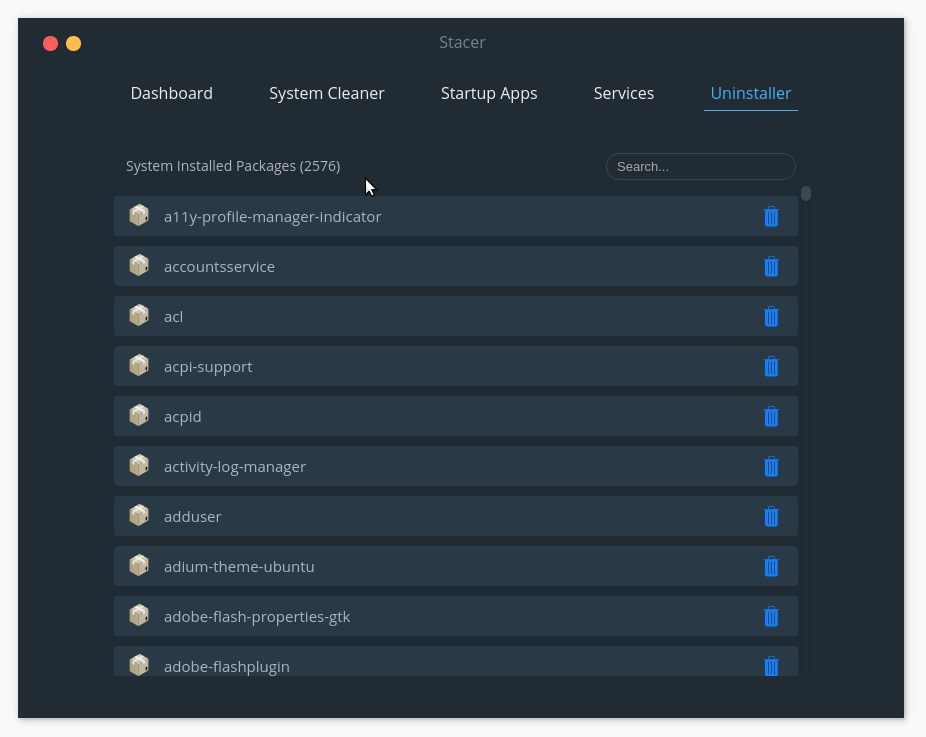 Stacer
Dashboard System Cleaner Startup Apps Services Uninstaller
System Installed Packages (2576) Search...
a11y-profile-manager-indicator
accountsservice
acl
acpi-support
acpid
activity-log-manager
adduser
adium-theme-ubuntu
adobe-flash-properties-gtk
adobe-flashplugin